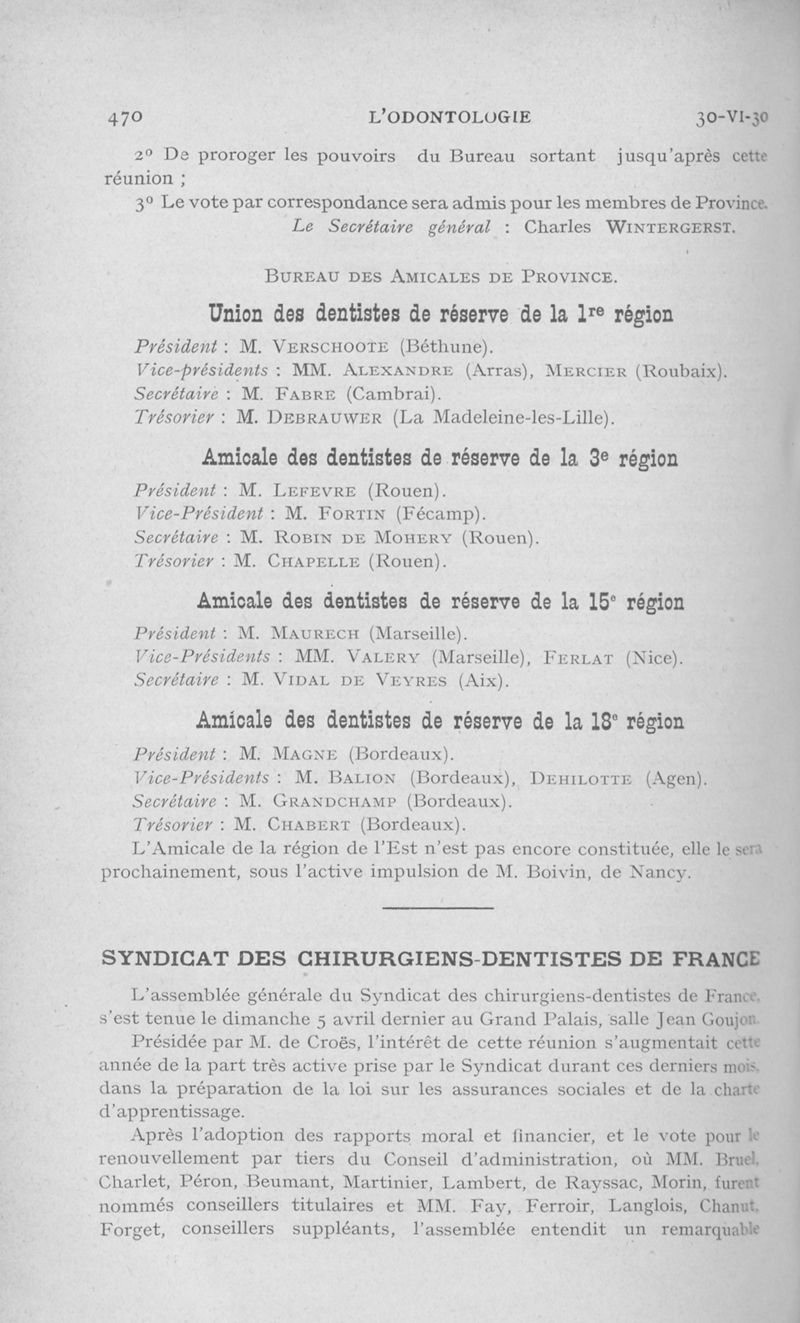 470 L'ODONTOLOGIE 30-VI-30
2º De proroger les pouvoirs du Bureau sortant jusqu'après cette
réunion ;
3º Le vote par correspondance sera admis pour les membres de Province.
Le Secrétaire général : Charles WINTERGERST.
BUREAU DES AMICALES DE PROVINCE.
Union des dentistes de réserve de la 1re région
Président : M. VERSCHOOTE (Béthune).
Vice-présidents : MM. ALEXANDRE (Arras), MERCIER (Roubaix).
Secrétaire : M. FABRE (Cambrai).
Trésorier : M. DEBRAUWER (La Madeleine-les-Lille).
Amicale des dentistes de réserve de la 3e région
Président : M. LEFEVRE (Rouen).
Vice-Président : M. FORTIN (Fécamp).
Secrétaire : M. ROBIN DE MOHERY (Rouen).
Trésorier : M. CHAPELLE (Rouen).
Amicale des dentistes de réserve de la 15e région
Président : M. MAURECH (Marseille).
Vice-Présidents : MM. VALERY (Marseille), FERLAT (Nice).
Secrétaire : M. VIDAL DE VEYRES (Aix).
Amicale des dentistes de réserve de la 18e région
Président : M. MAGNE (Bordeaux).
Vice-Présidents : M. BALION (Bordeaux), DEHILOTTE (Agen).
Secrétaire : M. GRANDCHAMP (Bordeaux).
Trésorier : M. CHABERT (Bordeaux).
L'Amicale de la région de l'Est n'est pas encore constituée, elle le sera
prochainement, sous l'active impulsion de M. Boivin, de Nancy.
SYNDICAT DES CHIRURGIENS-DENTISTES DE FRANCE
L'assemblée générale du Syndicat des chirurgiens-dentistes de France,
s'est tenue le dimanche 5 avril dernier au Grand Palais, salle Jean Goujon.
Présidée par M. de Croës, l'intérêt de cette réunion s'augmentait cette
année de la part très active prise par le Syndicat durant ces derniers mois,
dans la préparation de la loi sur les assurances sociales et de la charte
d'apprentissage.
Après l'adoption des rapports moral et financier, et le vote pour le
renouvellement par tiers du Conseil d'administration, où MM. Bruel,
Charlet, Péron, Beumant, Martinier, Lambert, de Rayssac, Morin, furent
nommés conseillers titulaires et MM. Fay, Ferroir, Langlois, Chanut,
Forget, conseillers suppléants, l'assemblée entendit un remarquable